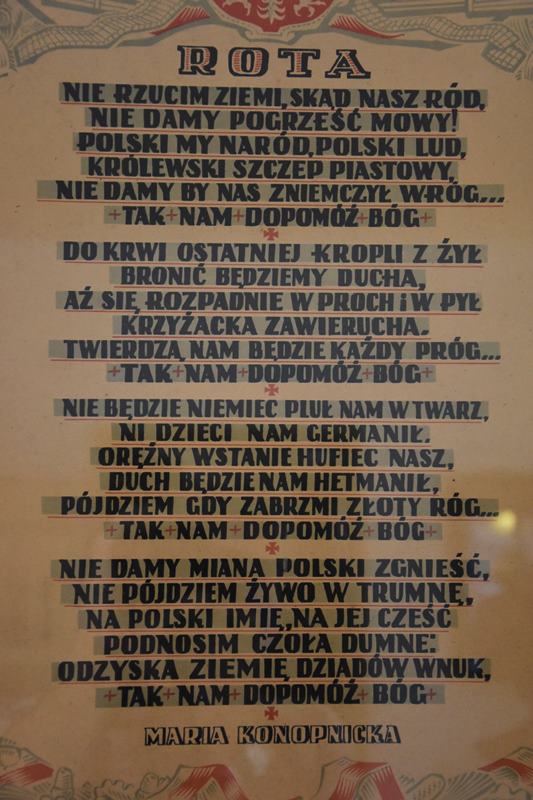 ROTA
NIE RZUCIM ZIEMI, SKĄD NASZ RÓD,
NIE DAMY POGRZEŚĆ MOWY!
POLSKI MY NARÓD, POLSKI LUD,
KRÓLEWSKI SZCZEP PIASTOWY,
NIE DAMY BY NAS ZNIEMCZYŁ WRÓG...
+TAK+NAM+DOPOMÓŻ+BÓG+
DO KRWI OSTATNIEJ KROPLI Z ŻYŁ
BRONIĆ BĘDZIEMY DUCHA,
AŻ SIĘ ROZPADNIE W PROCH i W PYŁ
KRZYŻACKA ZAWIERUCHA.
TWIERDZĄ NAM BĘDZIE KAŻDY PRÓG...
+TAK+NAM+DOPOMÓŻ+BÓG+
NIE BĘDZIE NIEMIEC PLUŁ NAM W TWARZ,
NI DZIECI NAM GERMANIŁ.
ORĘŻNY WSTANIE HUFIEC NASZ,
DUCH BĘDZIE NAM HETMANIŁ,
PÓJDZIEM GDY ZABRZMI ZŁOTY RÓG...
+TAK+NAM+DOPOMÓŻ+BÓG+
NIE DAMY MIANA POLSKI ZGNIEŚĆ,
NIE PÓJDZIEM ŻYWO W TRUMNĘ,
NA POLSKI IMIĘ, NA JEJ CZEŚĆ
PODNOSIM CZOŁA DUMNE:
ODZYSKA ZIEMIĘ DZIADÓW WNUK,
+TAK+NAM+DOPOMÓŻ+BÓG+
MARIA KONOPNICKA